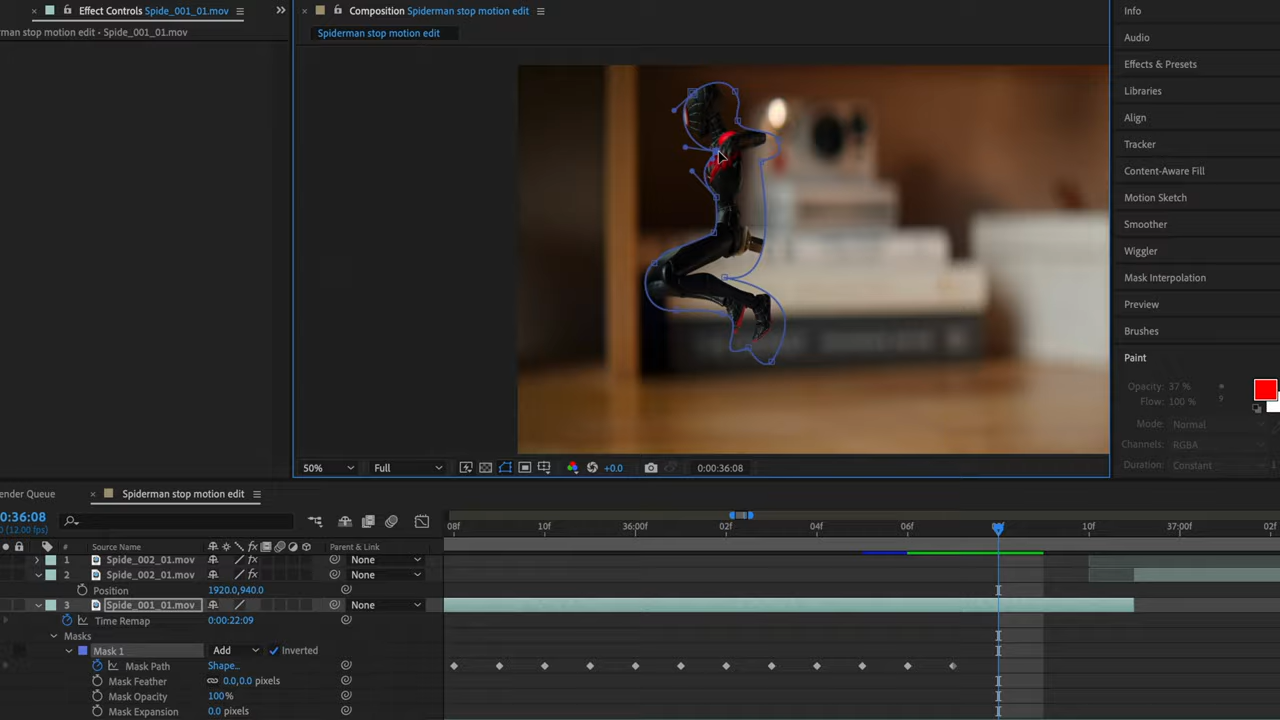 Effect Controls Spide_001_01.mov
rman stop motion edit • Spide_001_01.mov
Composition Spiderman stop motion edit
Spiderman stop motion edit
Info
Audio
Effects & Presets
Libraries
Align
Tracker
Content-Aware Fill
Motion Sketch
Smoother
Wiggler
Mask Interpolation
Preview
Brushes
Paint
Opacity: 37 %
Flow: 100 %
9
Mode: Normal
Channels: RGBA
Duration: Constant
50% Full +0.0 0:00:36:08
ender Queue
Spiderman stop motion edit
0:36:08
(12.00 fps)
08f 10f 36:00f 02f 04f 06f 10f 37:00f 02f
# Source Name fx Parent & Link
1 Spide_002_01.mov fx None
2 Spide_002_01.mov fx None
Position 1920.0,940.0
3 Spide_001_01.mov None
Time Remap 0:00:22:09
Masks
Mask 1 Add Inverted
Mask Path Shape...
Mask Feather 0.0,0.0 pixels
Mask Opacity 100%
Mask Expansion 0.0 pixels